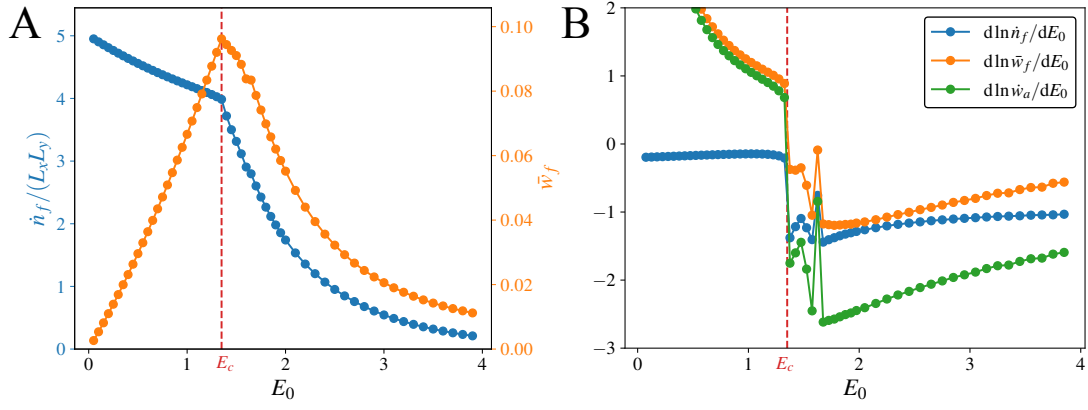 A
5
4
3
2
1
0
ṅ_f/(L_xL_y)
0.10
0.08
0.06
0.04
0.02
0.00
w̄_f
0 1 2 3 4
E_c
E_0
B
2
1
0
−1
−2
−3
d ln ṅ_f/dE_0
d ln w̄_f/dE_0
d ln ẇ_a/dE_0
0 1 2 3 4
E_c
E_0